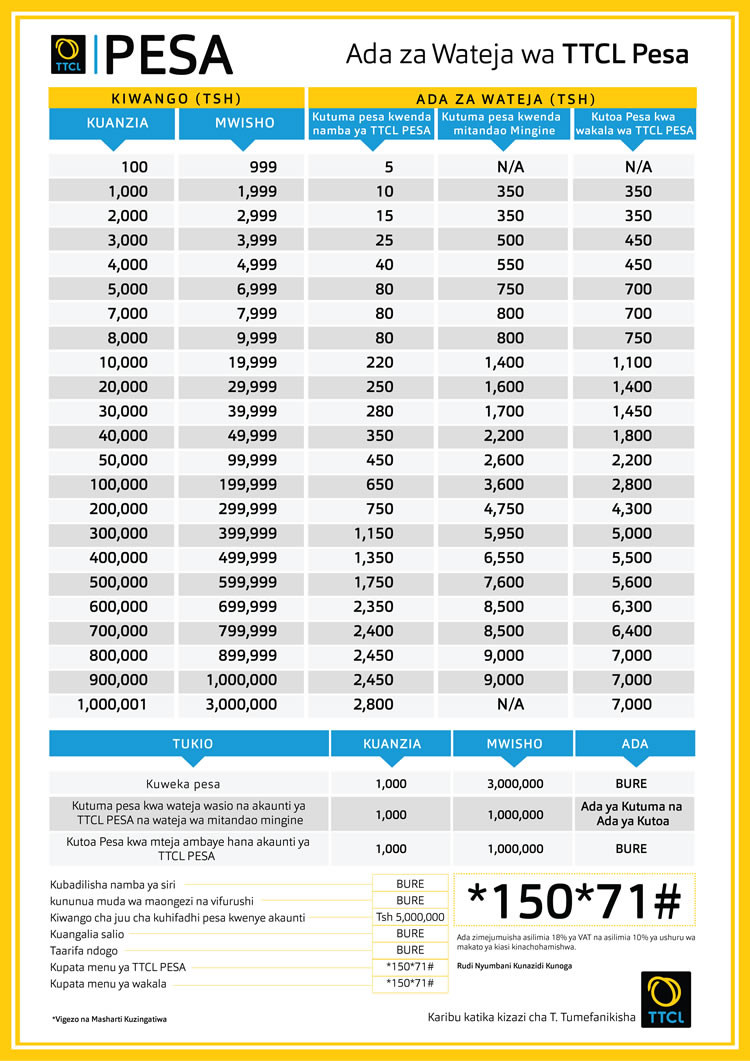 TTCL
PESA
Ada za Wateja wa TTCL Pesa
KIWANGO (TSH) ADA ZA WATEJA (TSH)
KUANZIA MWISHO Kutuma pesa kwenda namba ya TTCL PESA Kutuma pesa kwenda mitandao Mingine Kutoa Pesa kwa wakala wa TTCL PESA
100 999 5 N/A N/A
1,000 1,999 10 350 350
2,000 2,999 15 350 350
3,000 3,999 25 500 450
4,000 4,999 40 550 450
5,000 6,999 80 750 700
7,000 7,999 80 800 700
8,000 9,999 80 800 750
10,000 19,999 220 1,400 1,100
20,000 29,999 250 1,600 1,400
30,000 39,999 280 1,700 1,450
40,000 49,999 350 2,200 1,800
50,000 99,999 450 2,600 2,200
100,000 199,999 650 3,600 2,800
200,000 299,999 750 4,750 4,300
300,000 399,999 1,150 5,950 5,000
400,000 499,999 1,350 6,550 5,500
500,000 599,999 1,750 7,600 5,600
600,000 699,999 2,350 8,500 6,300
700,000 799,999 2,400 8,500 6,400
800,000 899,999 2,450 9,000 7,000
900,000 1,000,000 2,450 9,000 7,000
1,000,001 3,000,000 2,800 N/A 7,000
TUKIO KUANZIA MWISHO ADA
Kuweka pesa 1,000 3,000,000 BURE
Kutuma pesa kwa wateja wasio na akaunti ya TTCL PESA na wateja wa mitandao mingine 1,000 1,000,000 Ada ya Kutuma na Ada ya Kutoa
Kutoa Pesa kwa mteja ambaye hana akaunti ya TTCL PESA 1,000 1,000,000 BURE
Kubadilisha namba ya siri BURE
kununua muda wa maongezi na vifurushi BURE
Kiwango cha juu cha kuhifadhi pesa kwenye akaunti Tsh 5,000,000
Kuangalia salio BURE
Taarifa ndogo BURE
Kupata menu ya TTCL PESA *150*71#
Kupata menu ya wakala *150*71#
*150*71#
Ada zimejumuisha asilimia 18% ya VAT na asilimia 10% ya ushuru wa
makato ya kiasi kinachohamishwa.
Rudi Nyumbani Kunazidi Kunoga
*Vigezo na Masharti Kuzingatiwa
Karibu katika kizazi cha T. Tumefanikisha
TTCL